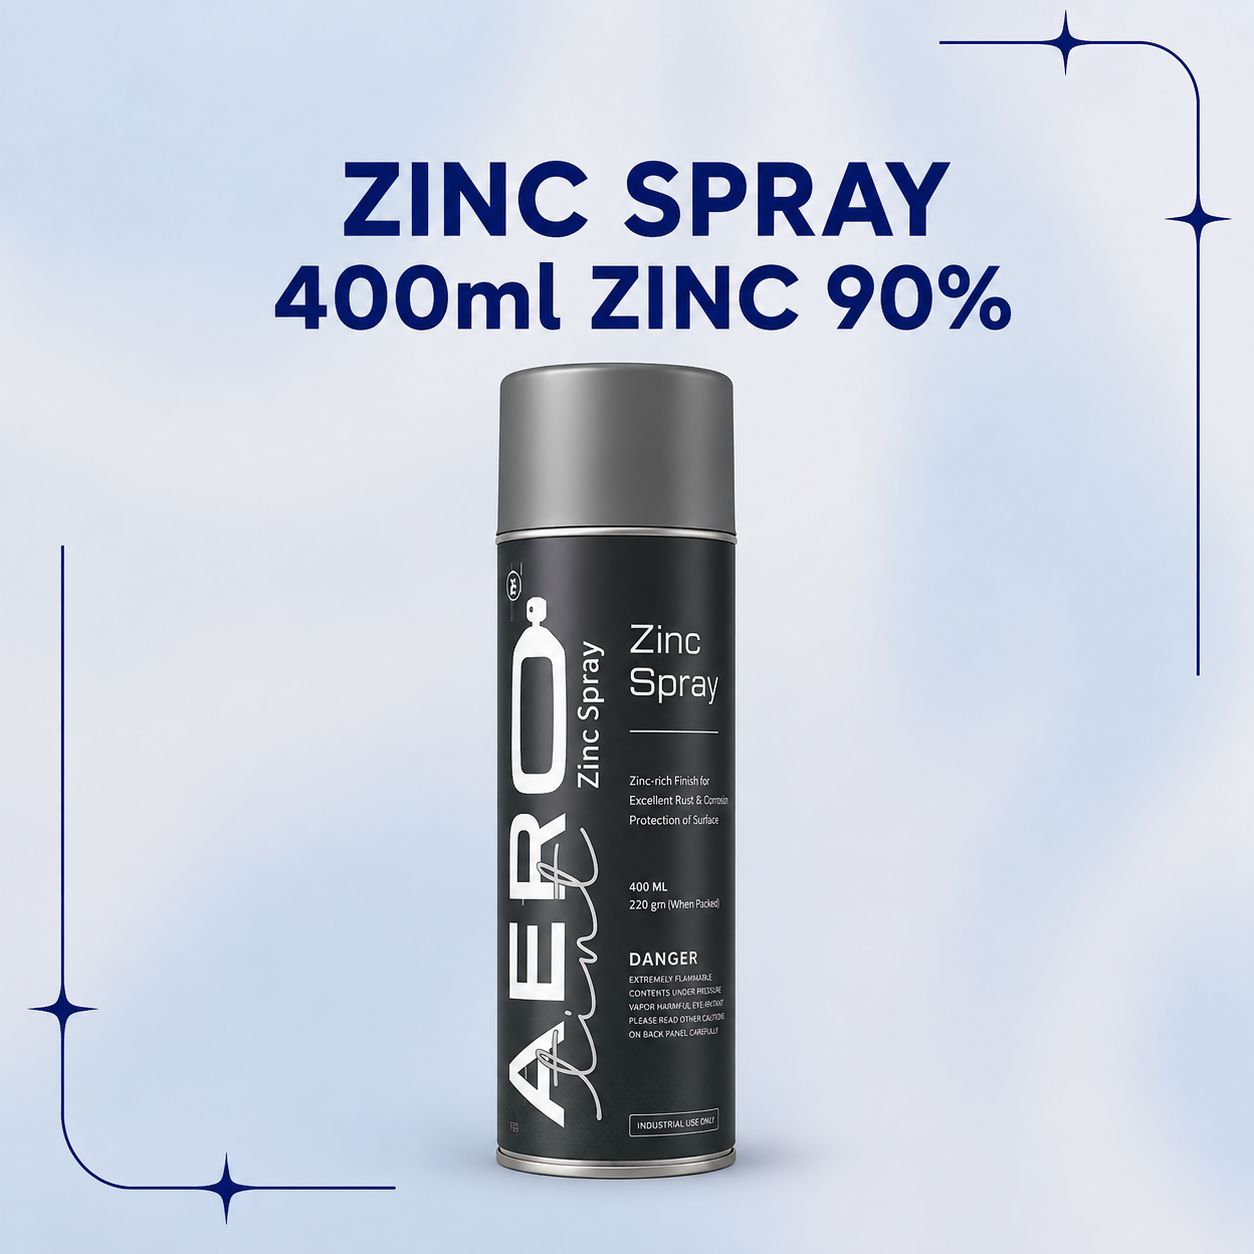 ZINC SPRAY
400ml ZINC 90%
AERO
tint
Zinc Spray
Zinc
Spray
Zinc-rich Finish for
Excellent Rust & Corrosion
Protection of Surface
400 ML
220 gm (When Packed)
DANGER
EXTREMELY FLAMMABLE
CONTENTS UNDER PRESSURE
VAPOR HARMFUL EYE IRRITANT
PLEASE READ OTHER CAUTIONS
ON BACK PANEL CAREFULLY
INDUSTRIAL USE ONLY